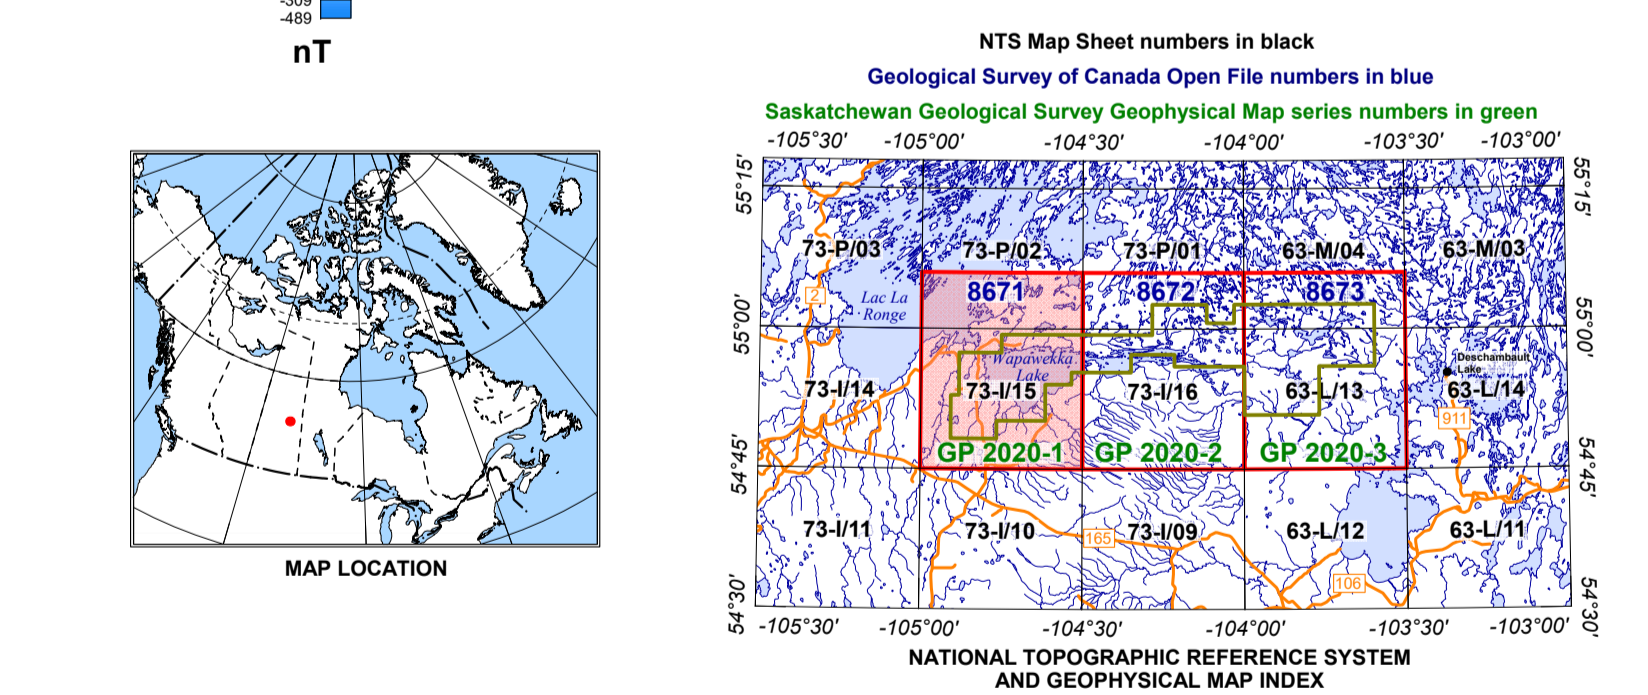 -309
-489
nT
MAP LOCATION
NTS Map Sheet numbers in black
Geological Survey of Canada Open File numbers in blue
Saskatchewan Geological Survey Geophysical Map series numbers in green
-105°30' -105°00' -104°30' -104°00' -103°30' -103°00'
55°15' 55°15'
73-P/03 73-P/02 73-P/01 63-M/04 63-M/03
8671 8672 8673
2
Lac La
Ronge
55°00' 55°00'
Wapawekka
Lake
Deschambault
Lake
73-I/14 73-I/15 73-I/16 63-L/13 63-L/14
911
GP 2020-1 GP 2020-2 GP 2020-3
54°45' 54°45'
73-I/11 73-I/10 73-I/09 63-L/12 63-L/11
165
106
54°30' 54°30'
-105°30' -105°00' -104°30' -104°00' -103°30' -103°00'
NATIONAL TOPOGRAPHIC REFERENCE SYSTEM
AND GEOPHYSICAL MAP INDEX